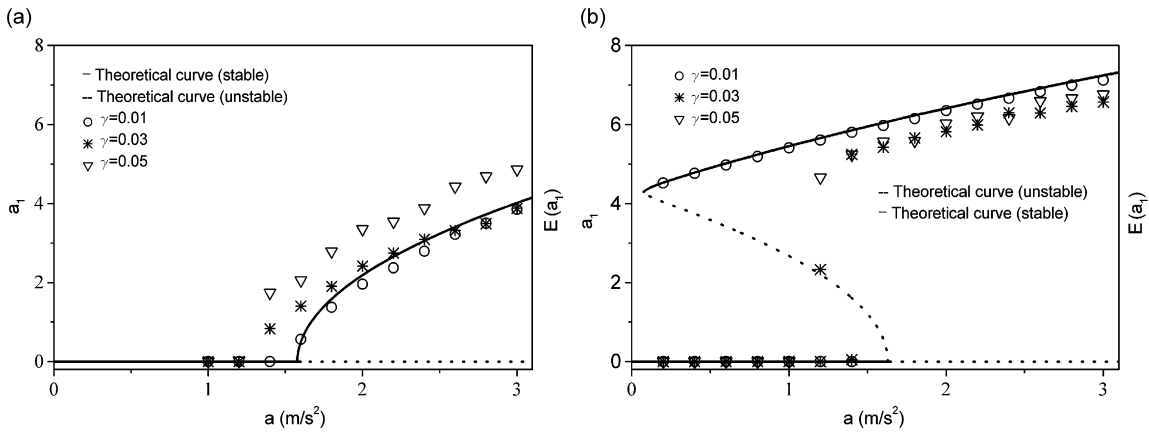 (a)
8
6
4
2
0
a₁
– Theoretical curve (stable)
-- Theoretical curve (unstable)
γ=0.01
γ=0.03
γ=0.05
0 1 2 3
a (m/s²)
E (a₁)
(b)
8
6
4
2
0
a₁
γ=0.01
γ=0.03
γ=0.05
-- Theoretical curve (unstable)
– Theoretical curve (stable)
0 1 2 3
a (m/s²)
E (a₁)